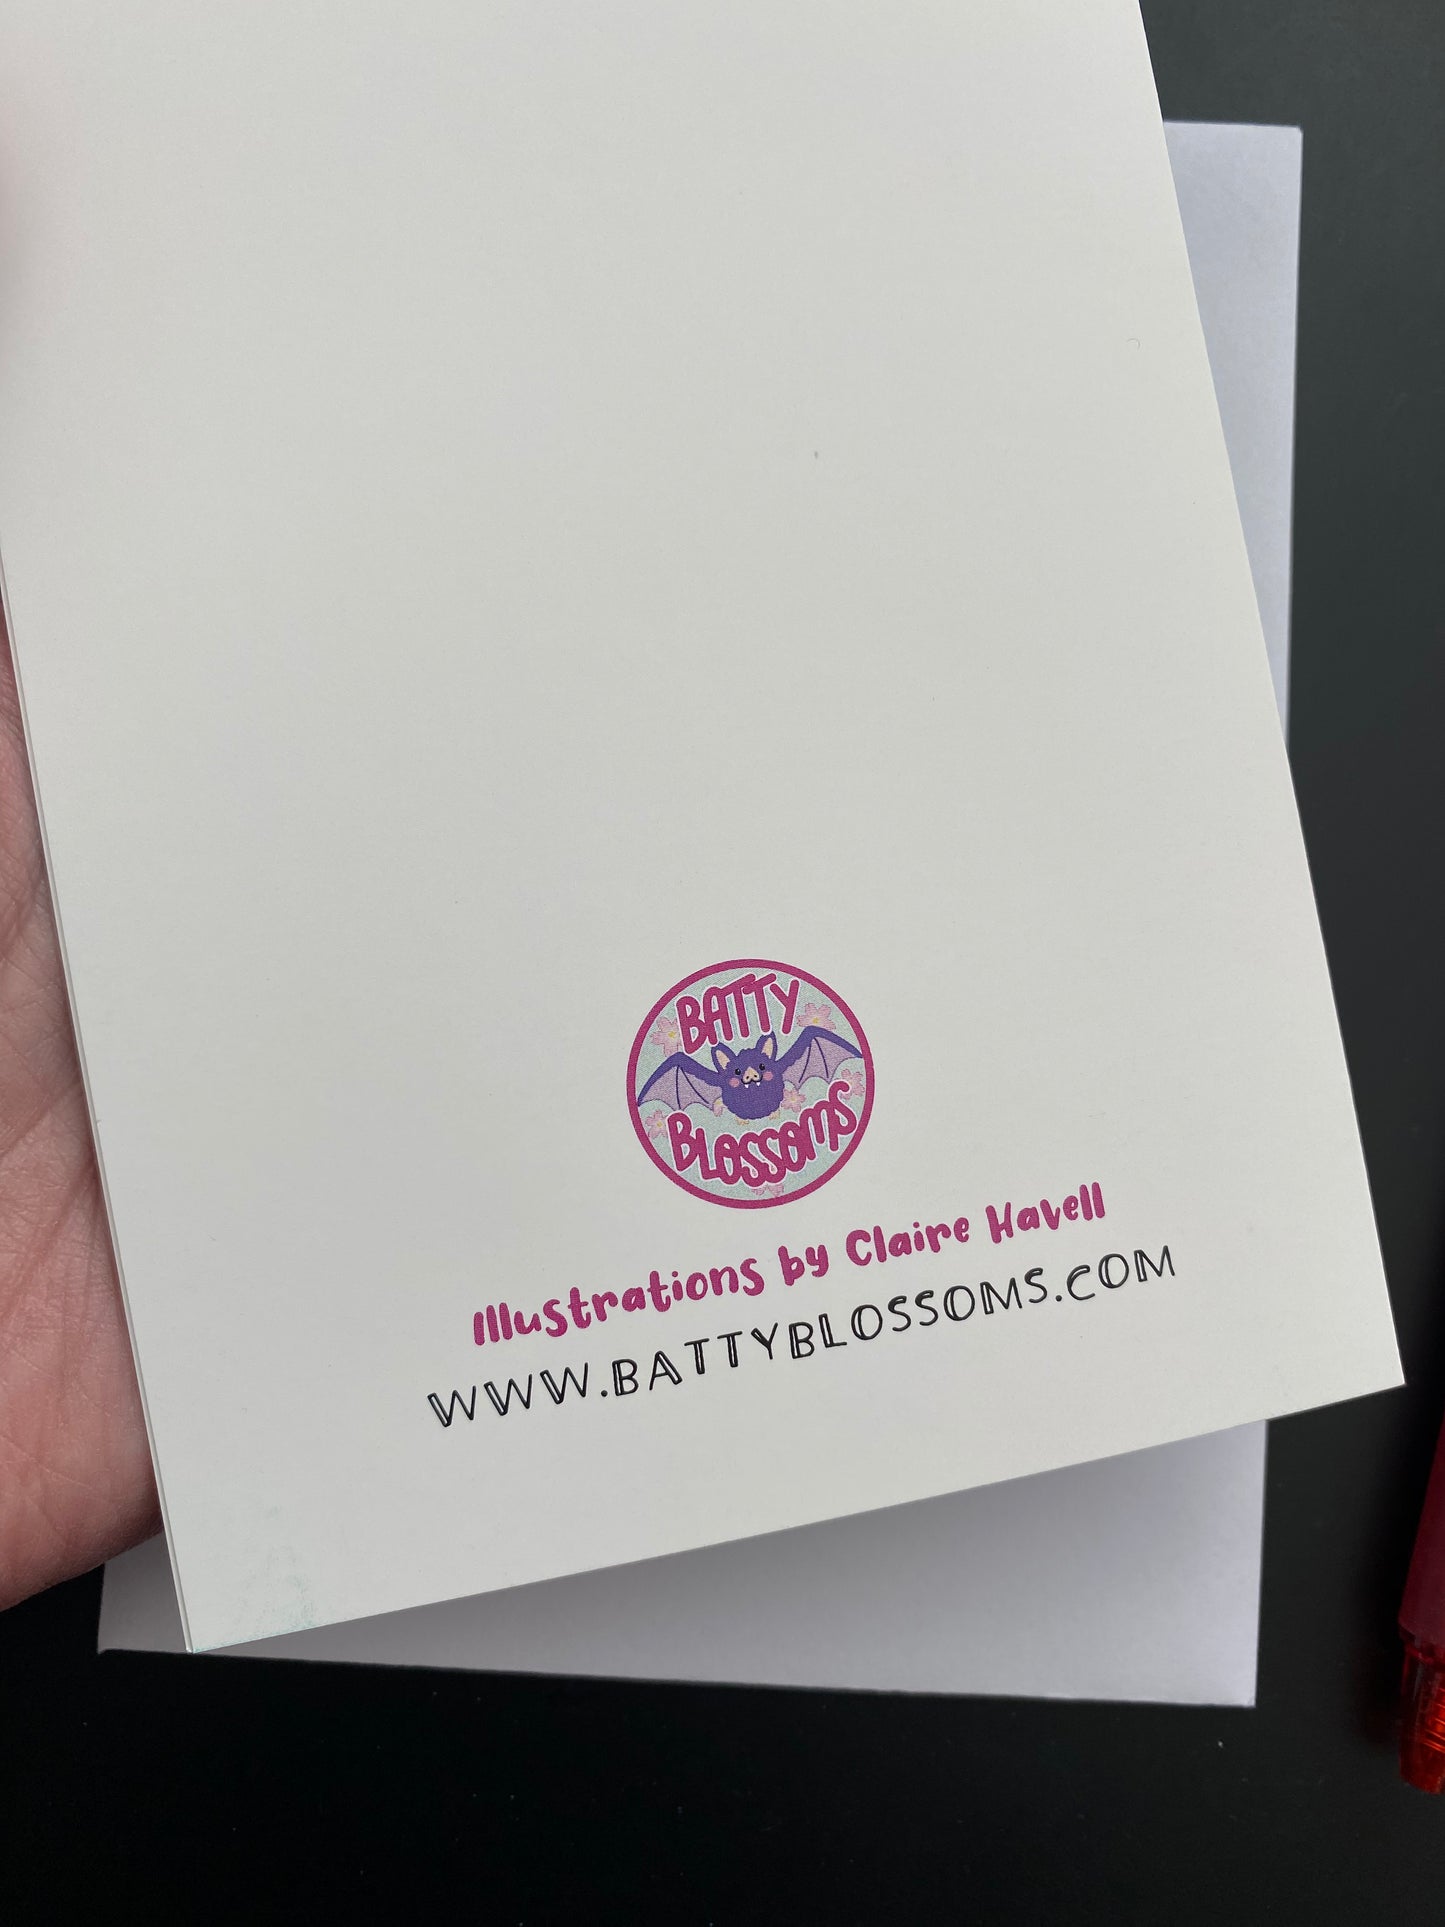 BATTY
BLOSSOMS
Illustrations by Claire Havell
WWW.BATTYBLOSSOMS.COM